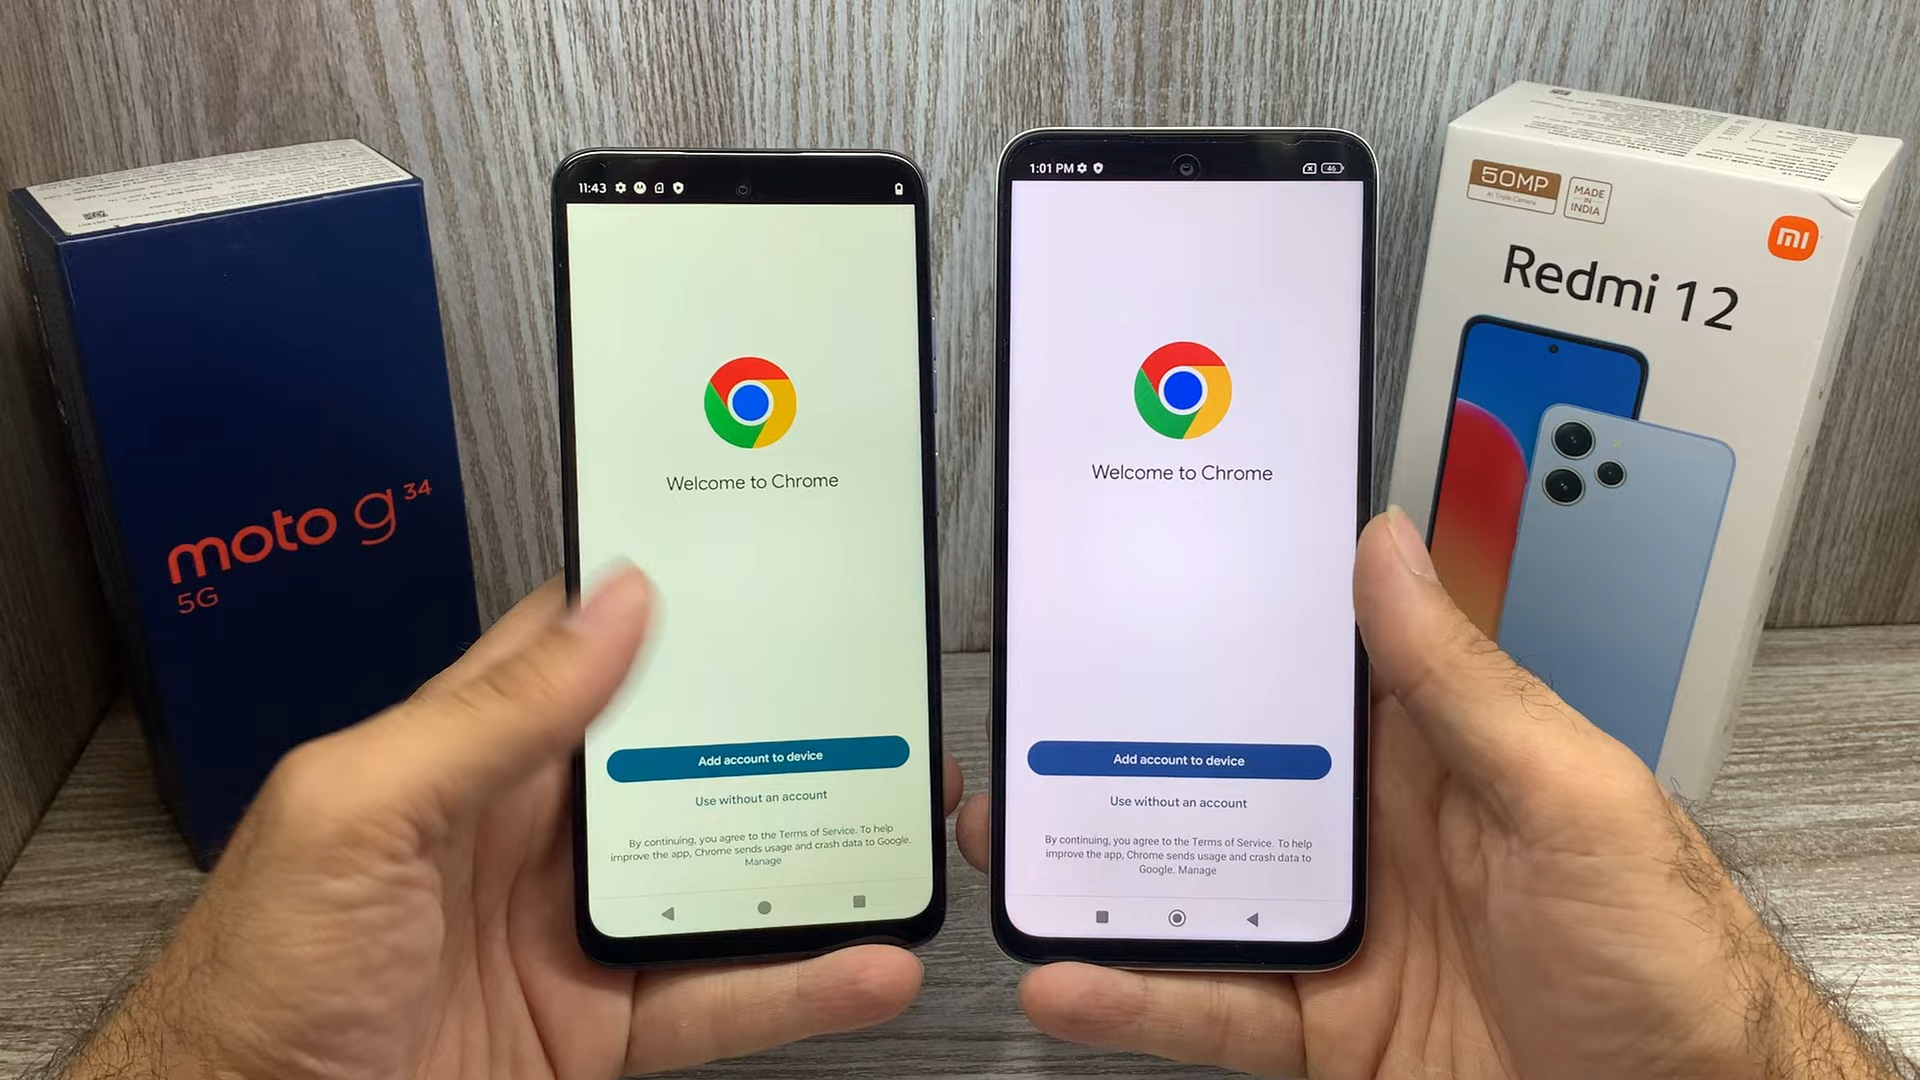 moto g 34
5G
11:43
Welcome to Chrome
Add account to device
Use without an account
By continuing, you agree to the Terms of Service. To help
improve the app, Chrome sends usage and crash data to Google.
Manage
1:01 PM
46
Welcome to Chrome
Add account to device
Use without an account
By continuing, you agree to the Terms of Service. To help
improve the app, Chrome sends usage and crash data to
Google. Manage
50MP
AI Triple Camera
MADE
IN
INDIA
mi
Redmi 12